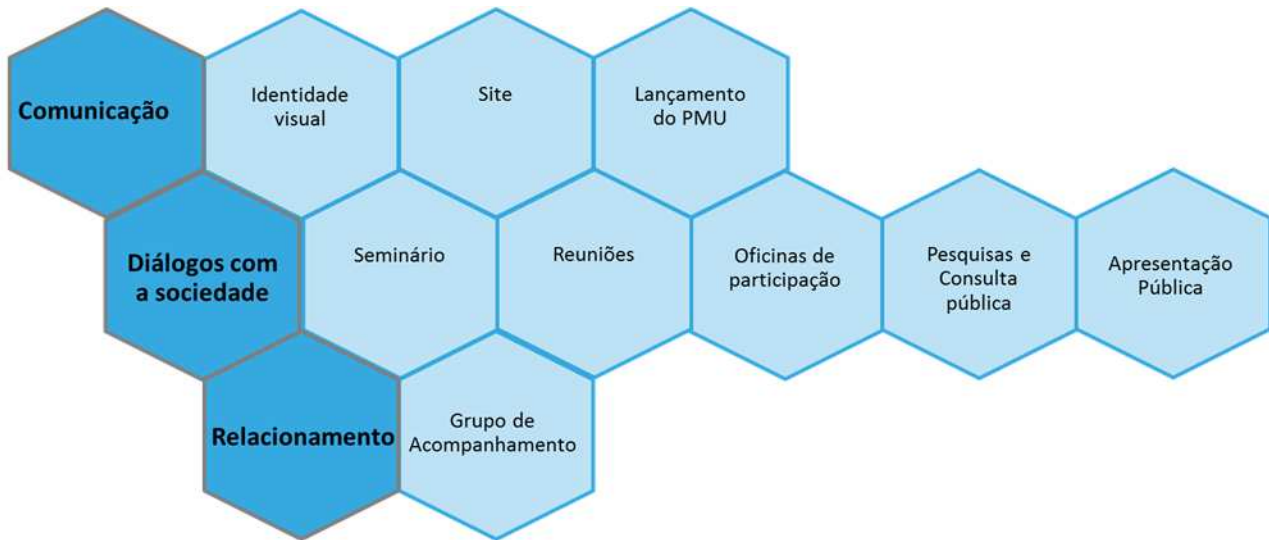 Comunicação
Identidade
visual
Site
Lançamento
do PMU
Diálogos com
a sociedade
Seminário
Reuniões
Oficinas de
participação
Pesquisas e
Consulta
pública
Apresentação
Pública
Relacionamento
Grupo de
Acompanhamento